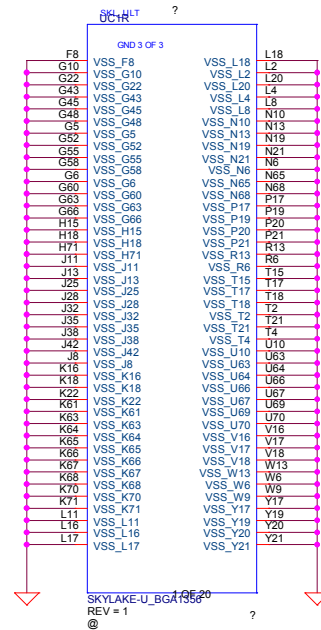 SKL_ULT ?
UC1R
GND 3 OF 3
F8 VSS_F8 VSS_L18 L18
G10 VSS_G10 VSS_L2 L2
G22 VSS_G22 VSS_L20 L20
G43 VSS_G43 VSS_L4 L4
G45 VSS_G45 VSS_L8 L8
G48 VSS_G48 VSS_N10 N10
G5 VSS_G5 VSS_N13 N13
G52 VSS_G52 VSS_N19 N19
G55 VSS_G55 VSS_N21 N21
G58 VSS_G58 VSS_N6 N6
G6 VSS_G6 VSS_N65 N65
G60 VSS_G60 VSS_N68 N68
G63 VSS_G63 VSS_P17 P17
G66 VSS_G66 VSS_P19 P19
H15 VSS_H15 VSS_P20 P20
H18 VSS_H18 VSS_P21 P21
H71 VSS_H71 VSS_R13 R13
J11 VSS_J11 VSS_R6 R6
J13 VSS_J13 VSS_T15 T15
J25 VSS_J25 VSS_T17 T17
J28 VSS_J28 VSS_T18 T18
J32 VSS_J32 VSS_T2 T2
J35 VSS_J35 VSS_T21 T21
J38 VSS_J38 VSS_T4 T4
J42 VSS_J42 VSS_U10 U10
J8 VSS_J8 VSS_U63 U63
K16 VSS_K16 VSS_U64 U64
K18 VSS_K18 VSS_U66 U66
K22 VSS_K22 VSS_U67 U67
K61 VSS_K61 VSS_U69 U69
K63 VSS_K63 VSS_U70 U70
K64 VSS_K64 VSS_V16 V16
K65 VSS_K65 VSS_V17 V17
K66 VSS_K66 VSS_V18 V18
K67 VSS_K67 VSS_W13 W13
K68 VSS_K68 VSS_W6 W6
K70 VSS_K70 VSS_W9 W9
K71 VSS_K71 VSS_Y17 Y17
L11 VSS_L11 VSS_Y19 Y19
L16 VSS_L16 VSS_Y20 Y20
L17 VSS_L17 VSS_Y21 Y21
1 OF 20
SKYLAKE-U_BGA1356
REV = 1 ?
@